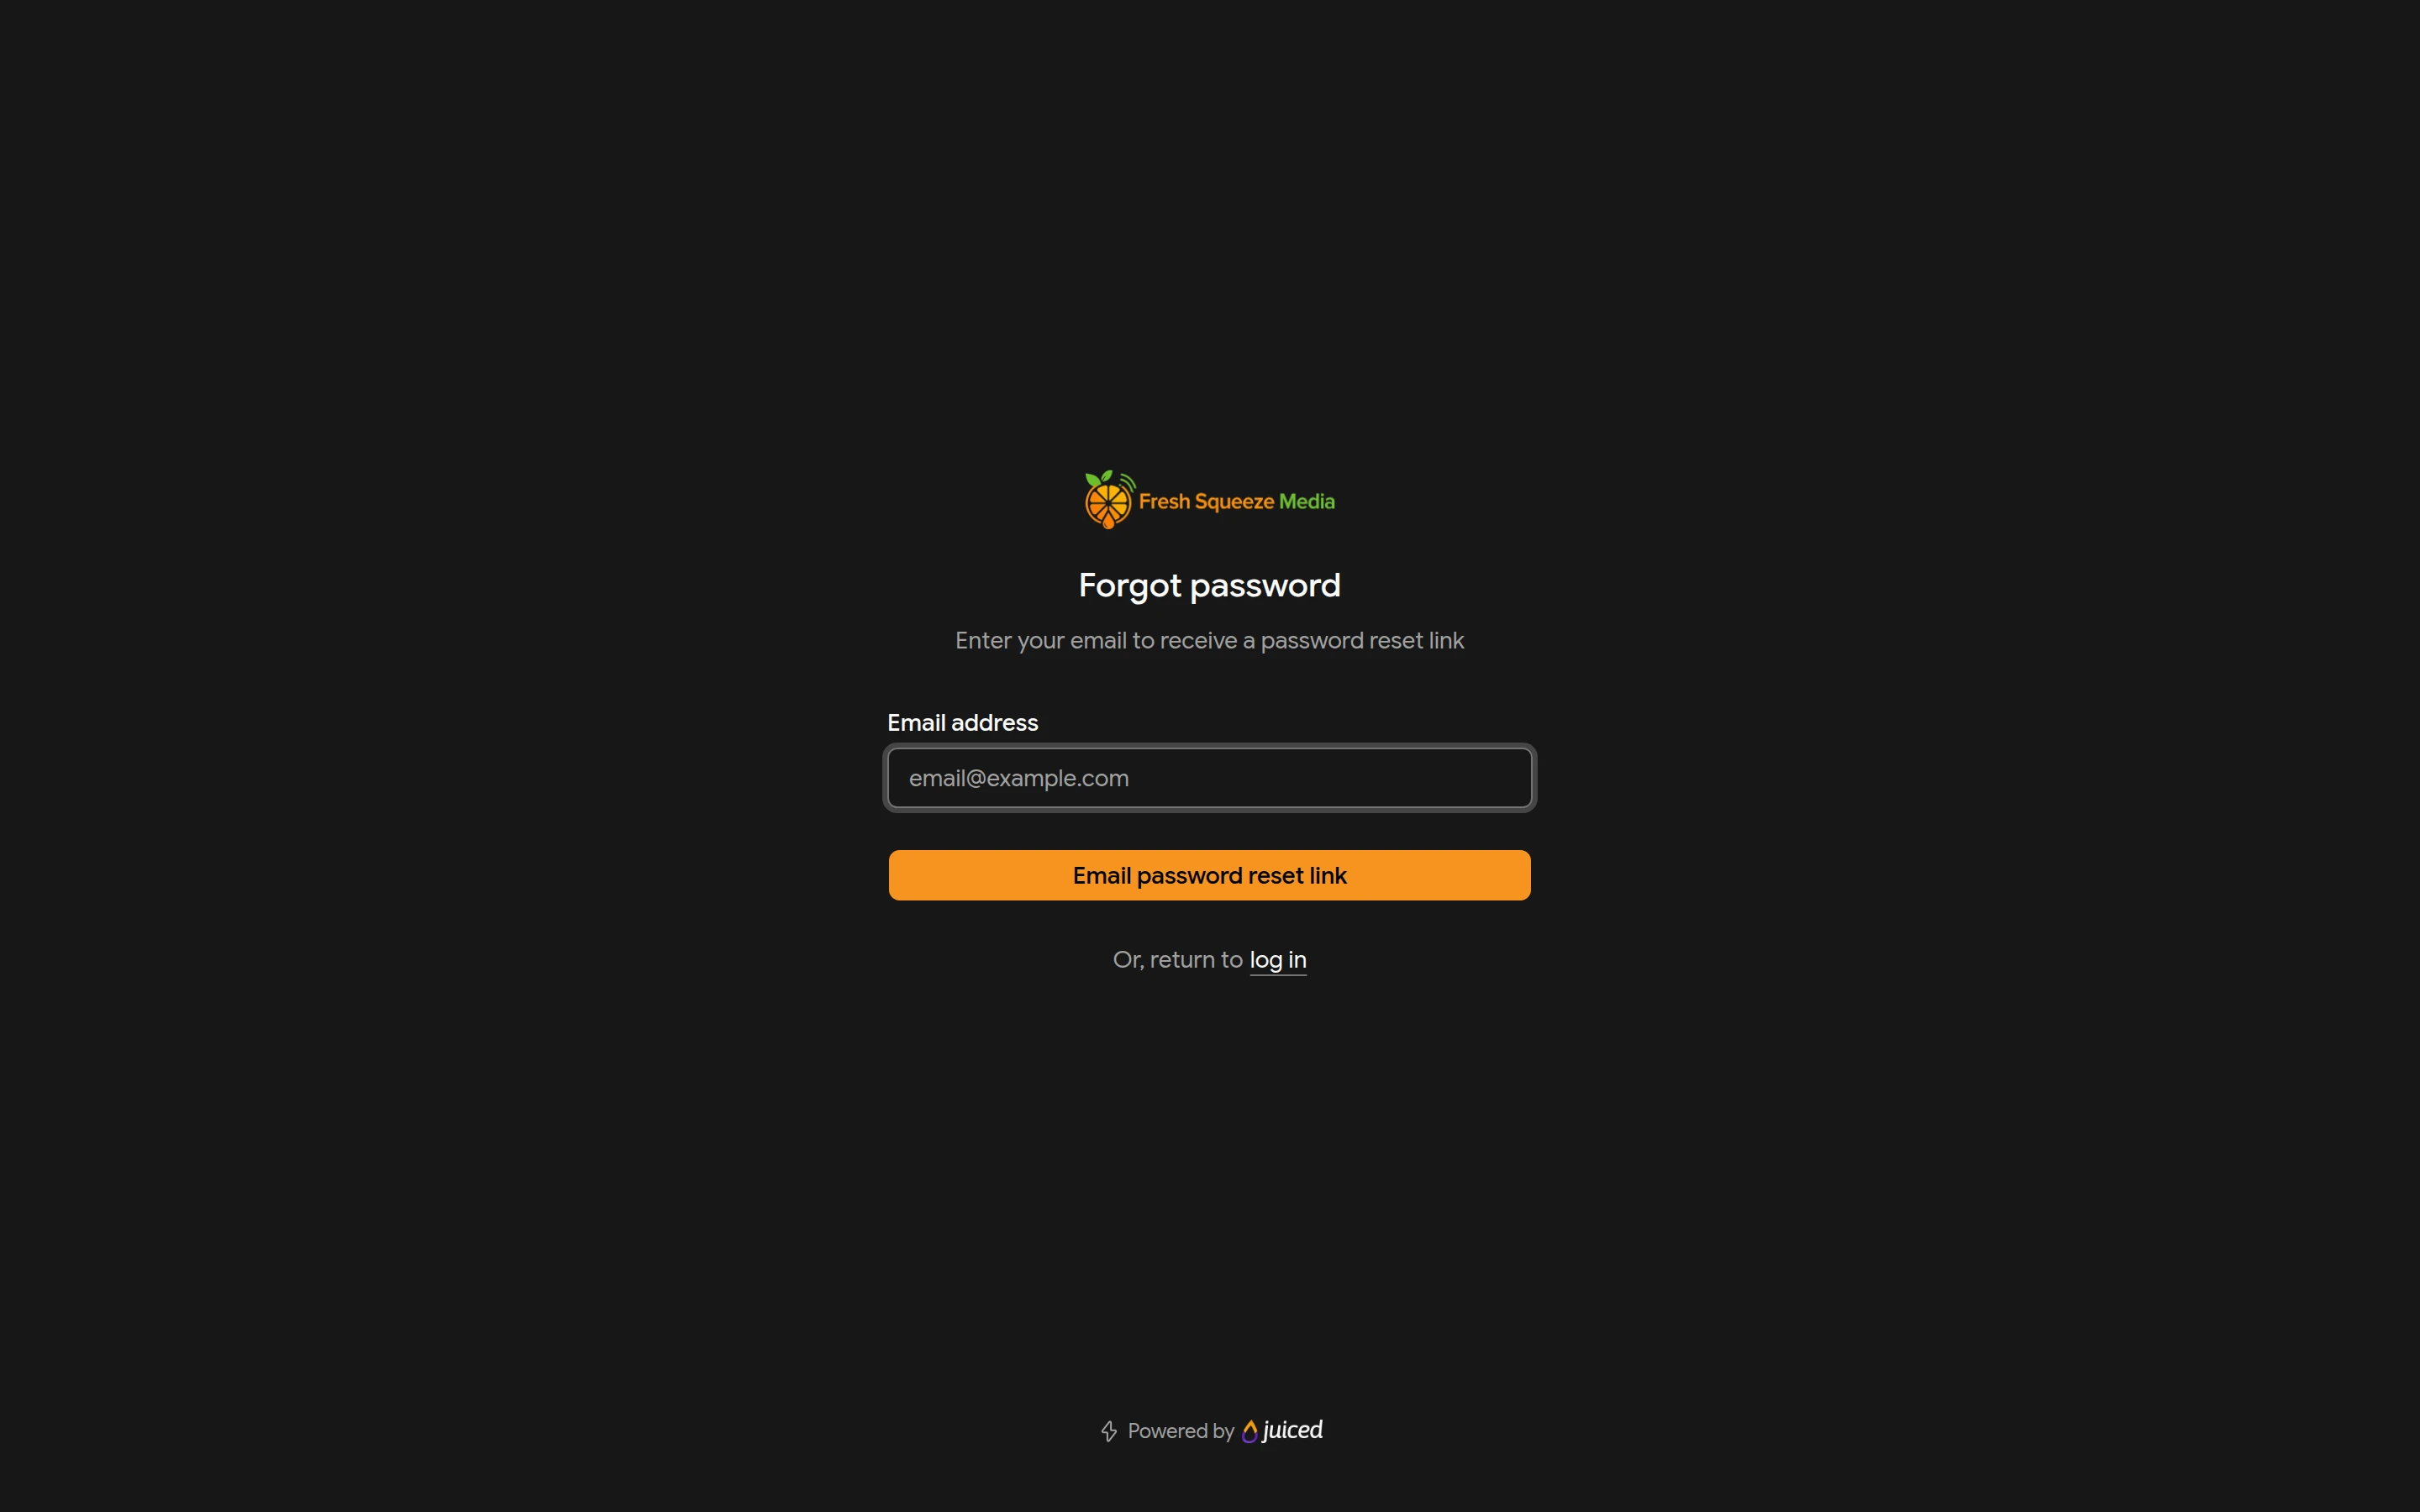 Fresh Squeeze Media
Forgot password
Enter your email to receive a password reset link
Email address
email@example.com
Email password reset link
Or, return to log in
Powered by juiced